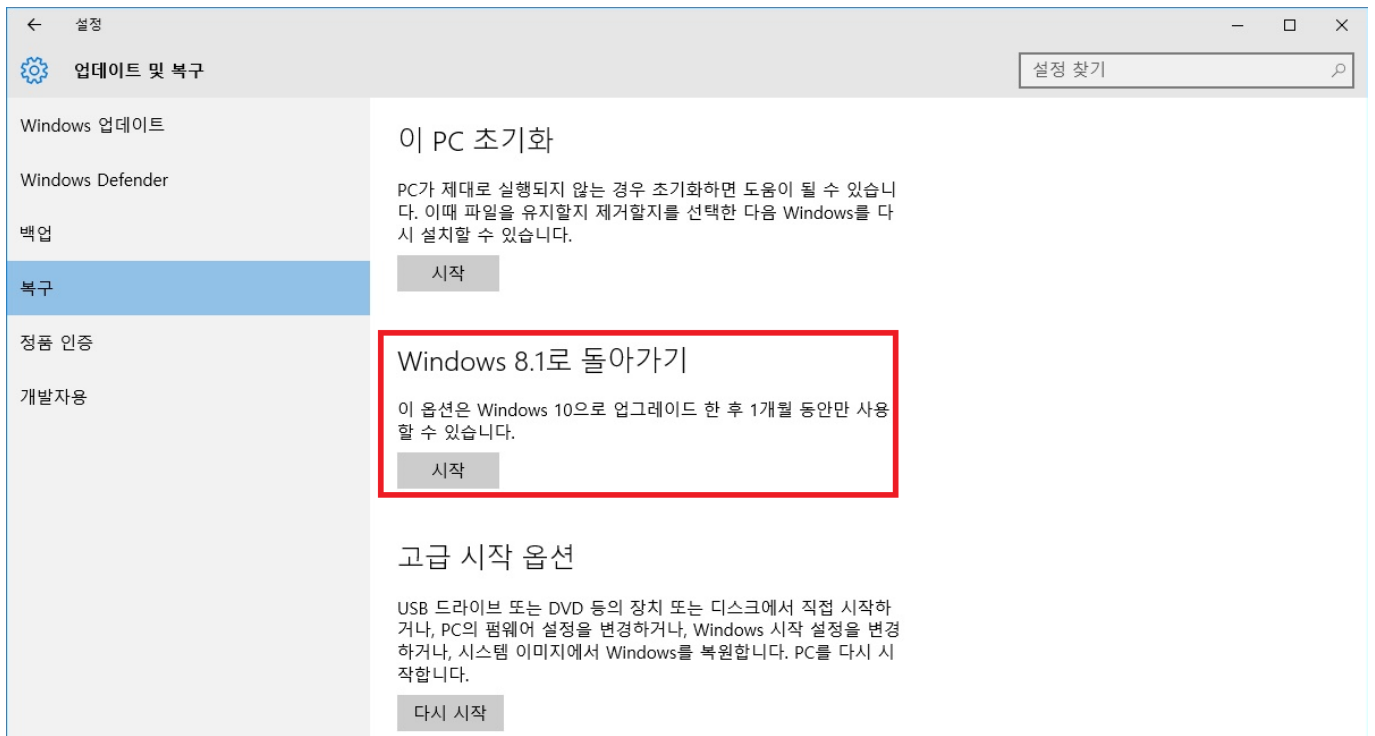 설정
업데이트 및 복구
설정 찾기
Windows 업데이트
Windows Defender
백업
복구
정품 인증
개발자용
이 PC 초기화
PC가 제대로 실행되지 않는 경우 초기화하면 도움이 될 수 있습니
다. 이때 파일을 유지할지 제거할지를 선택한 다음 Windows를 다
시 설치할 수 있습니다.
시작
Windows 8.1로 돌아가기
이 옵션은 Windows 10으로 업그레이드 한 후 1개월 동안만 사용
할 수 있습니다.
시작
고급 시작 옵션
USB 드라이브 또는 DVD 등의 장치 또는 디스크에서 직접 시작하
거나, PC의 펌웨어 설정을 변경하거나, Windows 시작 설정을 변경
하거나, 시스템 이미지에서 Windows를 복원합니다. PC를 다시 시
작합니다.
다시 시작